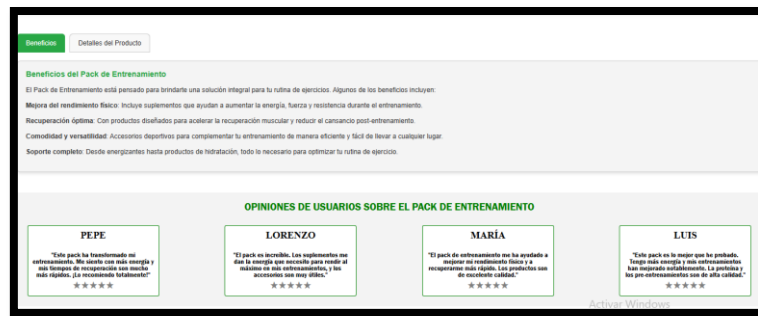 Beneficios Detalles del Producto
Beneficios del Pack de Entrenamiento
El Pack de Entrenamiento está pensado para brindarte una solución integral para tu rutina de ejercicios. Algunos de los beneficios incluyen:
Mejora del rendimiento físico: Incluye suplementos que ayudan a aumentar la energía, fuerza y resistencia durante el entrenamiento.
Recuperación óptima: Con productos diseñados para acelerar la recuperación muscular y reducir el cansancio post-entrenamiento.
Comodidad y versatilidad: Accesorios deportivos para complementar tu entrenamiento de manera eficiente y fácil de llevar a cualquier lugar.
Soporte completo: Desde energizantes hasta productos de hidratación, todo lo necesario para optimizar tu rutina de ejercicio.
OPINIONES DE USUARIOS SOBRE EL PACK DE ENTRENAMIENTO
PEPE
"Este pack ha transformado mi
entrenamiento. Me siento con más energía y
mis tiempos de recuperación son mucho
más rápidos. ¡Lo recomiendo totalmente!"
★★★★★
LORENZO
"El pack es increíble. Los suplementos me
dan la energía que necesito para rendir al
máximo en mis entrenamientos, y los
accesorios son muy útiles."
★★★★★
MARÍA
"El pack de entrenamiento me ha ayudado a
mejorar mi rendimiento físico y a
recuperarme más rápido. Los productos son
de excelente calidad."
★★★★★
LUIS
"Este pack es lo mejor que he probado.
Tengo más energía y mis entrenamientos
han mejorado notablemente. La proteína y
los pre-entrenamientos son de alta calidad."
★★★★★
Activar Windows